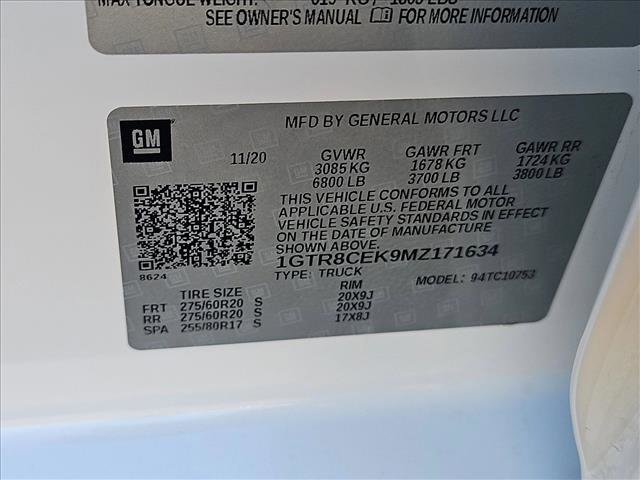 MAX TONGUE WEIGHT:
SEE OWNER'S MANUAL FOR MORE INFORMATION
GM
MFD BY GENERAL MOTORS LLC
11/20 GVWR GAWR FRT GAWR RR
3085 KG 1678 KG 1724 KG
6800 LB 3700 LB 3800 LB
THIS VEHICLE CONFORMS TO ALL
APPLICABLE U.S. FEDERAL MOTOR
VEHICLE SAFETY STANDARDS IN EFFECT
ON THE DATE OF MANUFACTURE
SHOWN ABOVE.
1GTR8CEK9MZ171634
8624
TYPE: TRUCK MODEL: 94TC10753
TIRE SIZE RIM
FRT 275/60R20 S 20X9J
RR 275/60R20 S 20X9J
SPA 255/80R17 S 17X8J